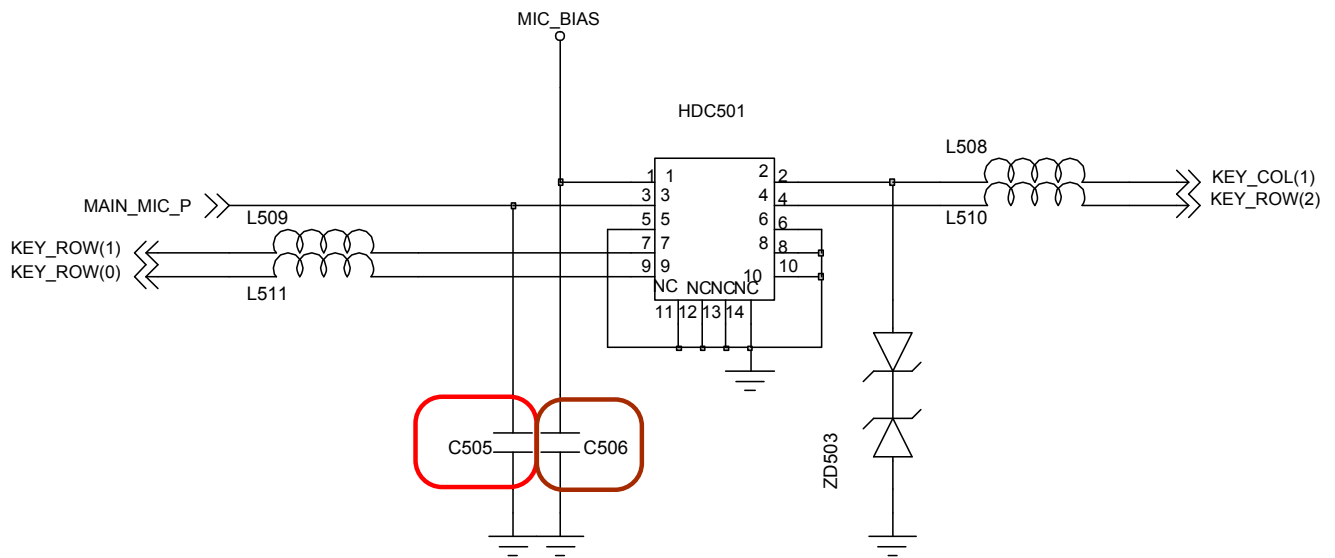 MIC_BIAS
HDC501
L508
1 1 2 2 KEY_COL(1)
3 3 4 4 KEY_ROW(2)
MAIN_MIC_P
L509 L510
5 5 6 6
KEY_ROW(1) 7 7 8 8
KEY_ROW(0) 9 9 10 10
L511
NC NC NC NC
11 12 13 14
C505 C506
ZD503